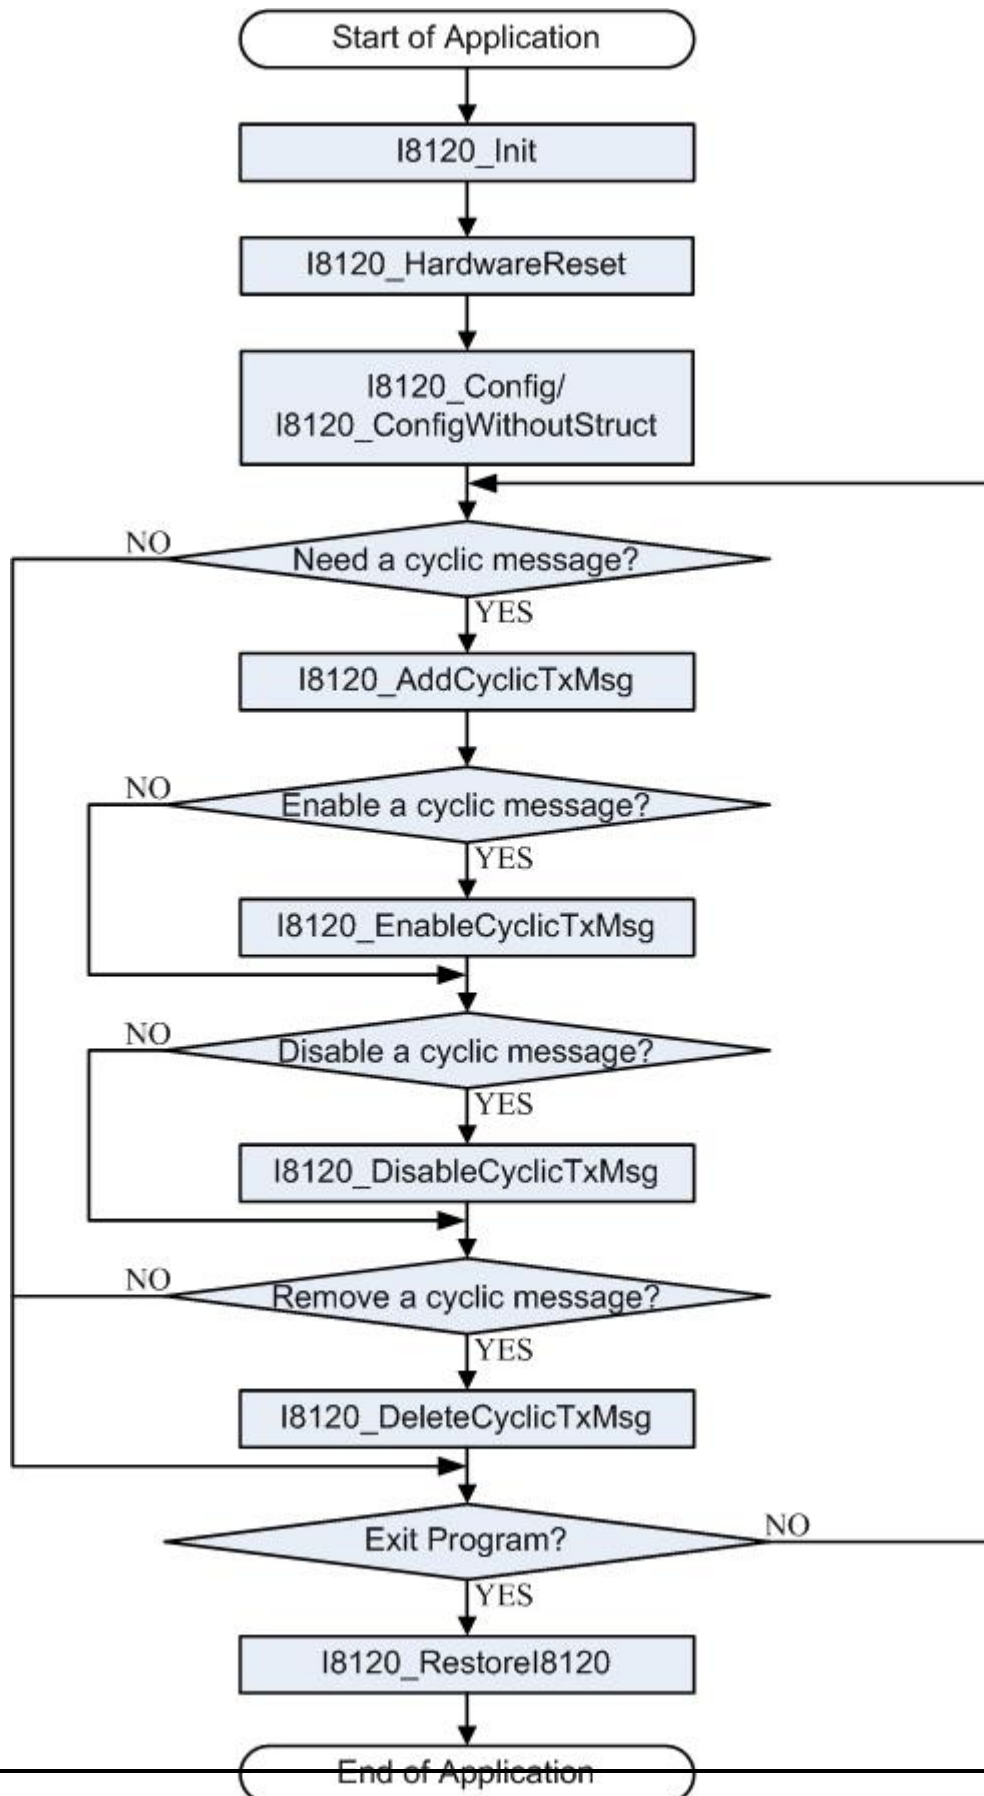 Start of Application
I8120_Init
I8120_HardwareReset
I8120_Config/
I8120_ConfigWithoutStruct
NO
Need a cyclic message?
YES
I8120_AddCyclicTxMsg
NO
Enable a cyclic message?
YES
I8120_EnableCyclicTxMsg
NO
Disable a cyclic message?
YES
I8120_DisableCyclicTxMsg
NO
Remove a cyclic message?
YES
I8120_DeleteCyclicTxMsg
Exit Program?
NO
YES
I8120_RestoreI8120
End of Application